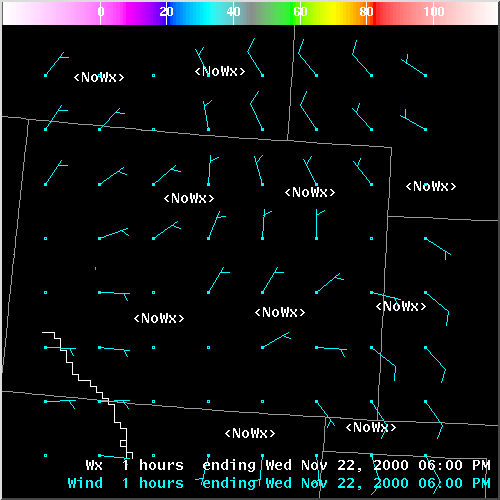 0 20 40 60 80 100
<NoWx> <NoWx>
<NoWx> <NoWx> <NoWx>
<NoWx> <NoWx> <NoWx>
<NoWx> <NoWx>
Wx 1 hours ending Wed Nov 22, 2000 06:00 PM
Wind 1 hours ending Wed Nov 22, 2000 06:00 PM